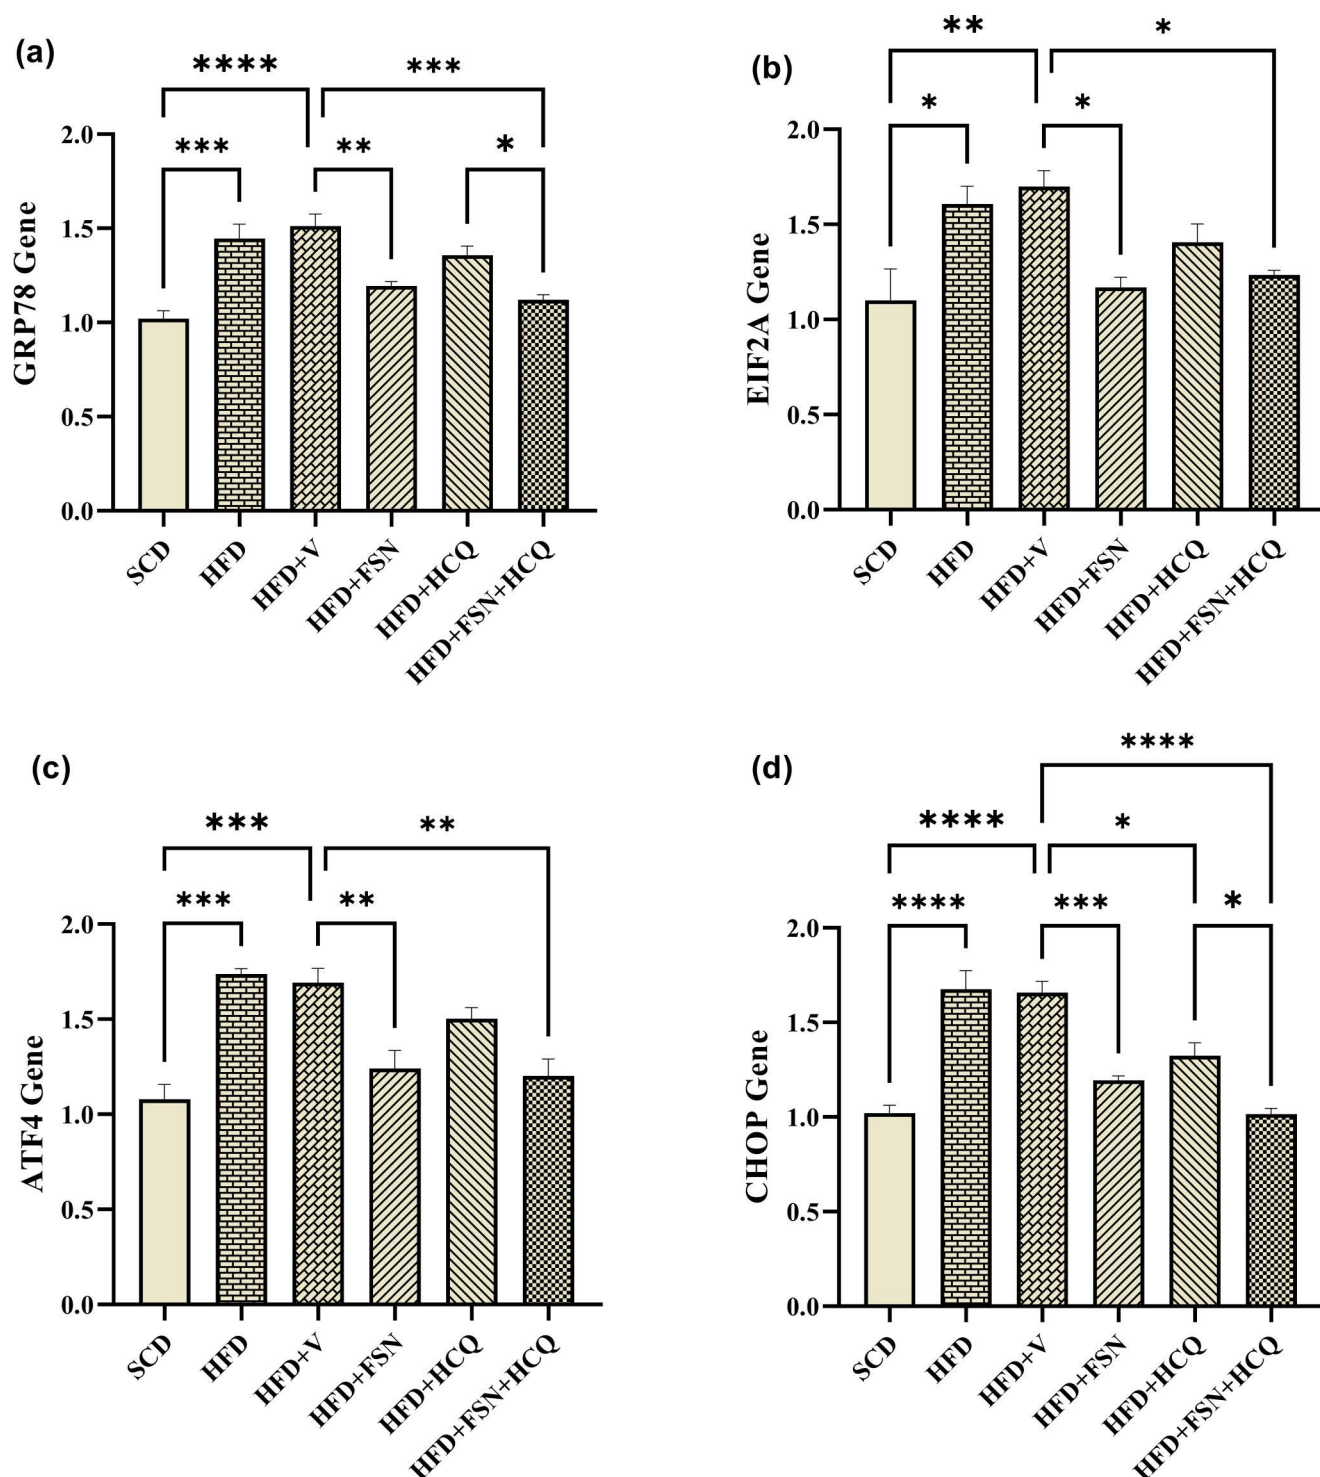 (a)
****
***
***
**
*
2.0
1.5
1.0
0.5
0.0
GRP78 Gene
SCD
HFD
HFD+V
HFD+FSN
HFD+HCQ
HFD+FSN+HCQ
(b)
**
*
*
*
2.0
1.5
1.0
0.5
0.0
EIF2A Gene
SCD
HFD
HFD+V
HFD+FSN
HFD+HCQ
HFD+FSN+HCQ
(c)
***
**
***
**
2.0
1.5
1.0
0.5
0.0
ATF4 Gene
SCD
HFD
HFD+V
HFD+FSN
HFD+HCQ
HFD+FSN+HCQ
(d)
****
****
*
****
***
*
2.0
1.5
1.0
0.5
0.0
CHOP Gene
SCD
HFD
HFD+V
HFD+FSN
HFD+HCQ
HFD+FSN+HCQ